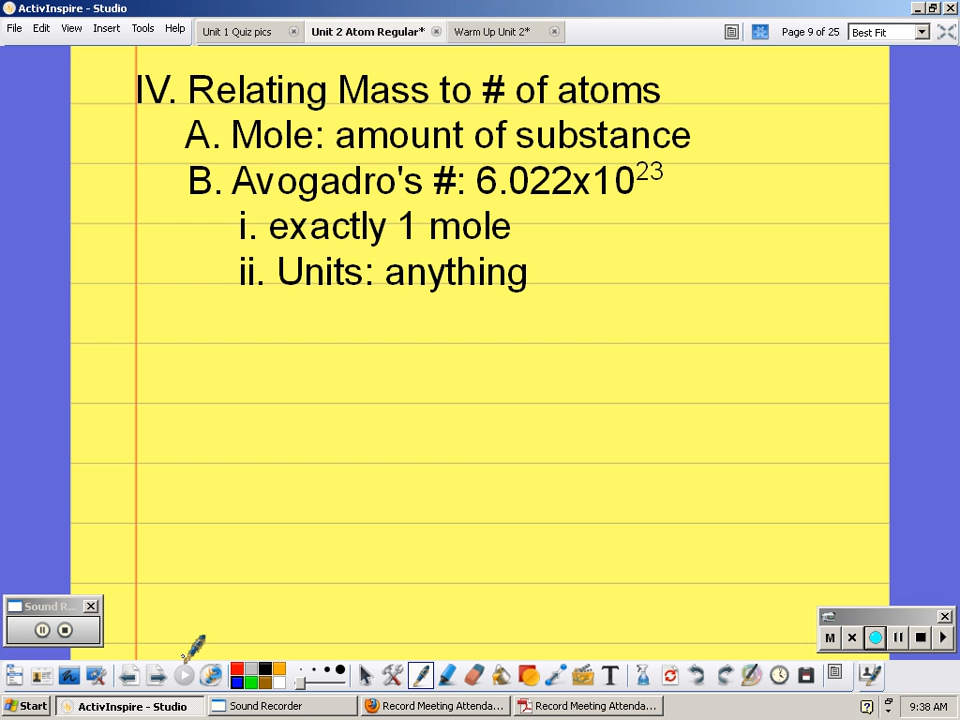 ActivInspire - Studio
File Edit View Insert Tools Help
Unit 1 Quiz pics
Unit 2 Atom Regular*
Warm Up Unit 2*
Page 9 of 25
Best Fit
IV. Relating Mass to # of atoms
A. Mole: amount of substance
B. Avogadro's #: 6.022x10²³
i. exactly 1 mole
ii. Units: anything
Sound R...
M
T
Start
ActivInspire - Studio
Sound Recorder
Record Meeting Attenda...
Record Meeting Attenda...
9:38 AM